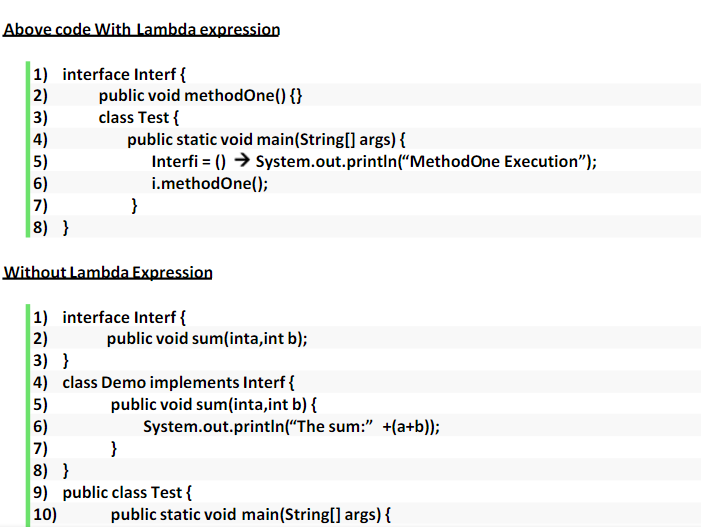 Above code With Lambda expression
1) interface Interf {
2) public void methodOne() {}
3) class Test {
4) public static void main(String[] args) {
5) Interfi = () → System.out.println(“MethodOne Execution”);
6) i.methodOne();
7) }
8) }
Without Lambda Expression
1) interface Interf {
2) public void sum(inta,int b);
3) }
4) class Demo implements Interf {
5) public void sum(inta,int b) {
6) System.out.println(“The sum:” +(a+b));
7) }
8) }
9) public class Test {
10) public static void main(String[] args) {